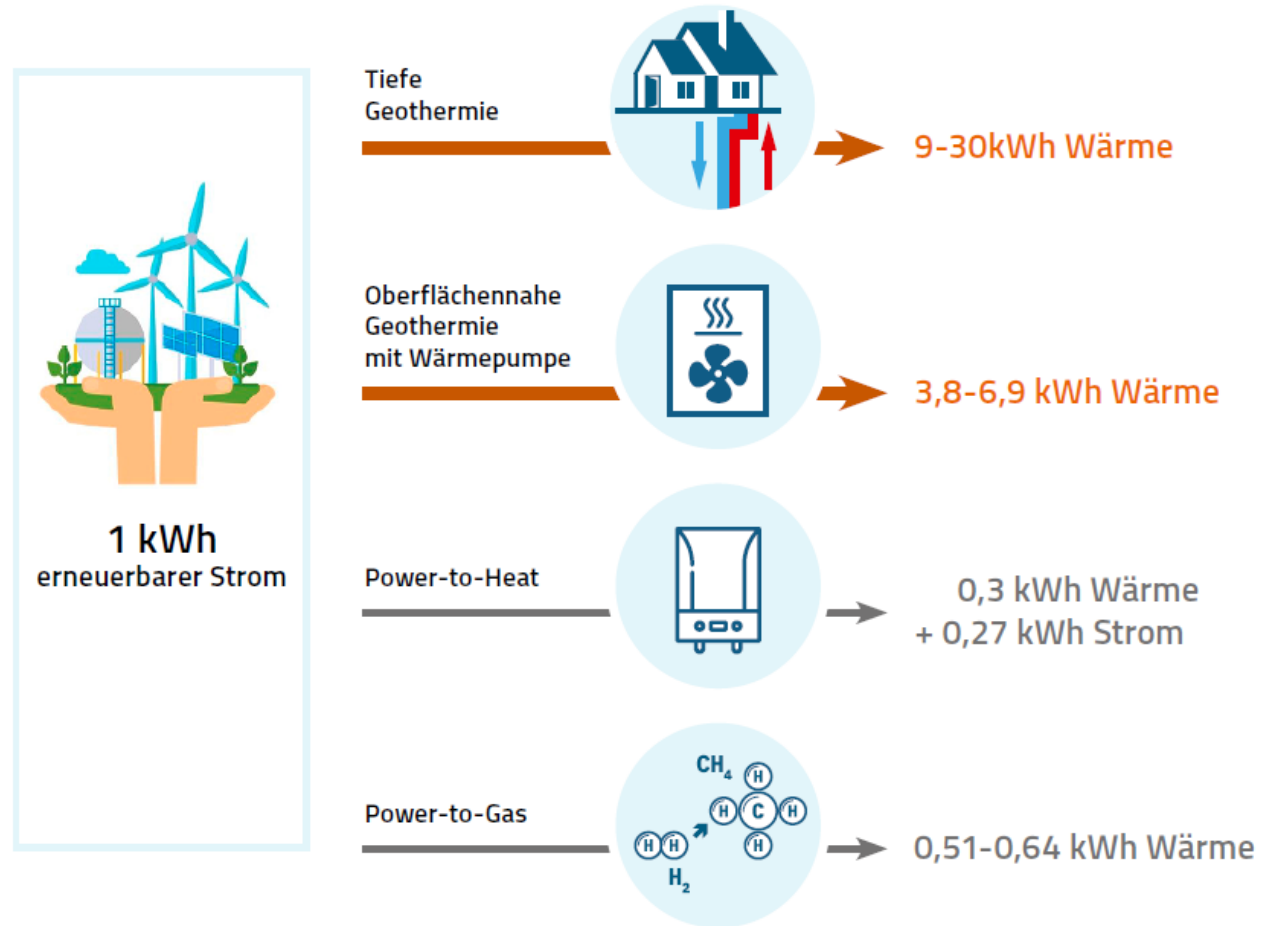 Tiefe
Geothermie
9-30kWh Wärme
Oberflächennahe
Geothermie
mit Wärmepumpe
3,8-6,9 kWh Wärme
1 kWh
erneuerbarer Strom
Power-to-Heat
0,3 kWh Wärme
+ 0,27 kWh Strom
Power-to-Gas
CH₄
H
H
C
H
H
H H
H₂
0,51-0,64 kWh Wärme